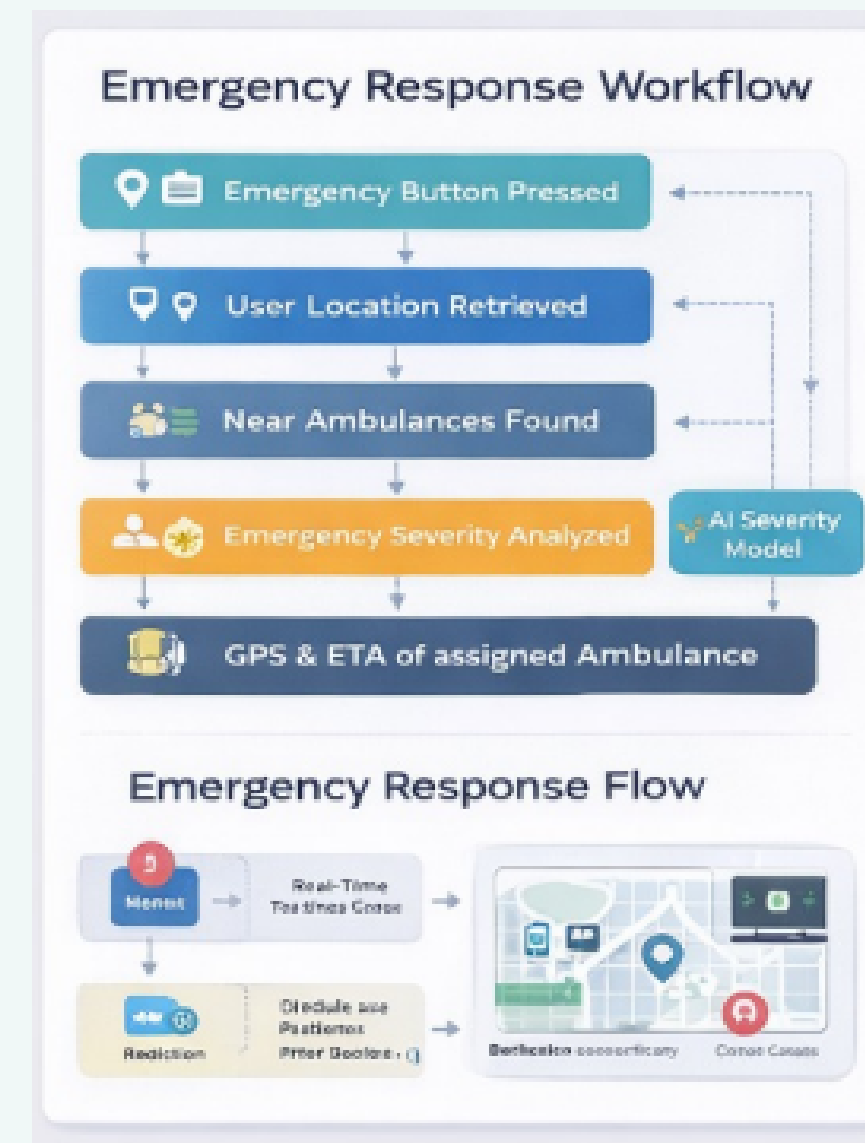 Emergency Response Workflow
Emergency Button Pressed
User Location Retrieved
Near Ambulances Found
Emergency Severity Analyzed
AI Severity
Model
GPS & ETA of assigned Ambulance
Emergency Response Flow
Real-Time